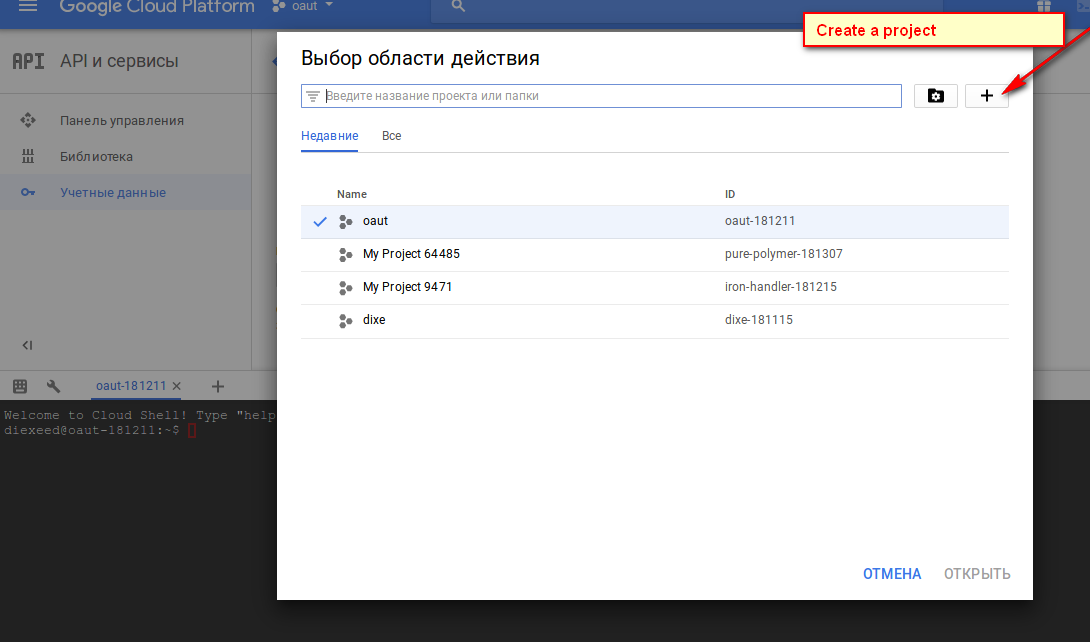 Google Cloud Platform
oaut
Create a project
API API и сервисы
Выбор области действия
Введите название проекта или папки
Панель управления
Недавние Все
Библиотека
Учетные данные
Name ID
oaut oaut-181211
My Project 64485 pure-polymer-181307
My Project 9471 iron-handler-181215
dixe dixe-181115
oaut-181211
Welcome to Cloud Shell! Type "help
diexeed@oaut-181211:~$
ОТМЕНА ОТКРЫТЬ